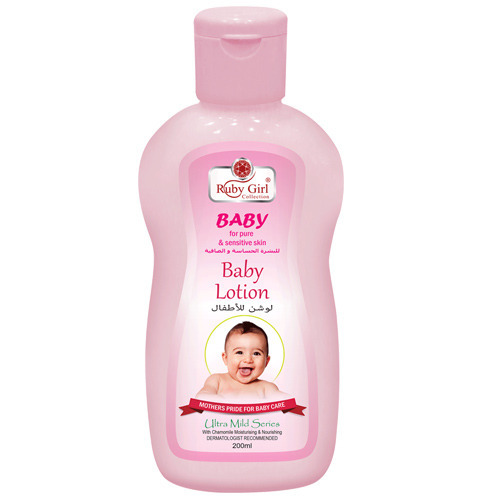 Ruby Girl ®
Collection
BABY
for pure
& sensitive skin
للبشرة الحساسة و الصافية
Baby
Lotion
لوشن للأطفال
MOTHERS PRIDE FOR BABY CARE
Ultra Mild Series
With Chamomile Moisturising & Nourishing
DERMATOLOGIST RECOMMENDED
200ml